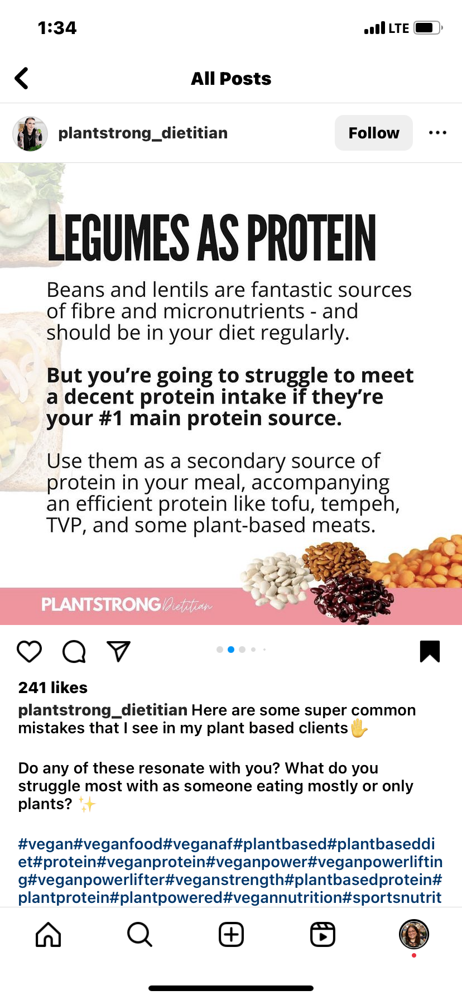 1:34
LTE
All Posts
plantstrong_dietitian
Follow
LEGUMES AS PROTEIN
Beans and lentils are fantastic sources
of fibre and micronutrients - and
should be in your diet regularly.
But you're going to struggle to meet
a decent protein intake if they're
your #1 main protein source.
Use them as a secondary source of
protein in your meal, accompanying
an efficient protein like tofu, tempeh,
TVP, and some plant-based meats.
PLANTSTRONG Dietitian
241 likes
plantstrong_dietitian Here are some super common
mistakes that I see in my plant based clients🖐️
Do any of these resonate with you? What do you
struggle most with as someone eating mostly or only
plants? ✨
#vegan#veganfood#veganaf#plantbased#plantbaseddi
et#protein#veganprotein#veganpower#veganpowerliftin
g#veganpowerlifter#veganstrength#plantbasedprotein#
plantprotein#plantpowered#vegannutrition#sportsnutrit